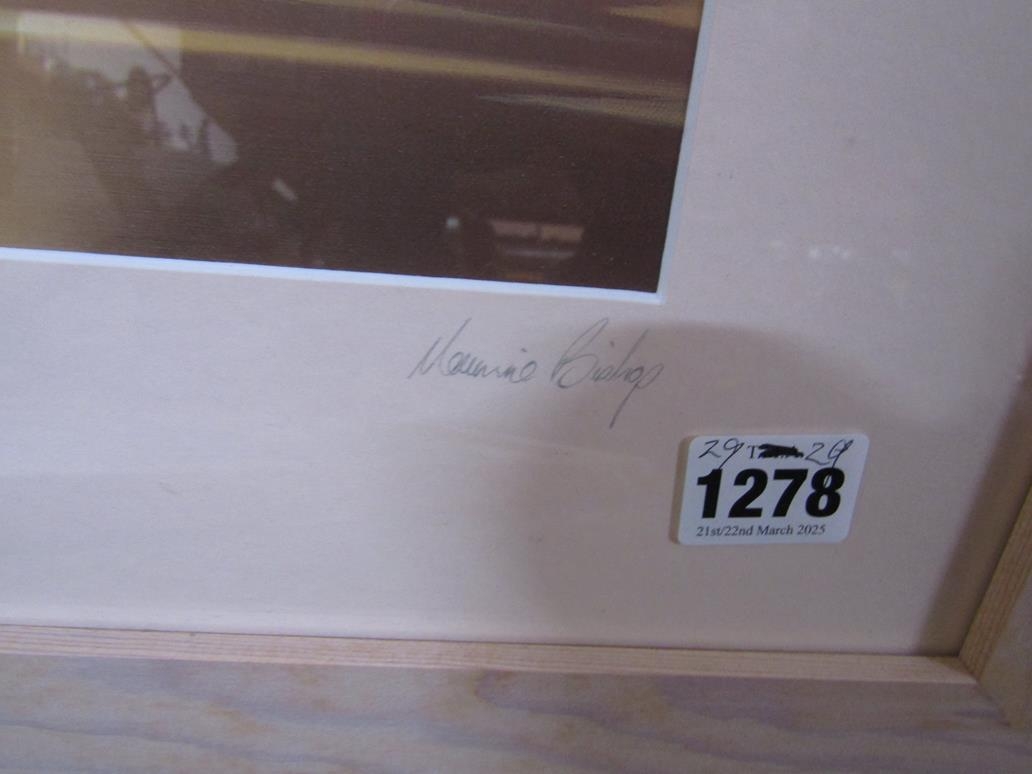 Maurice Bishop
29 29
1278
21st/22nd March 2025